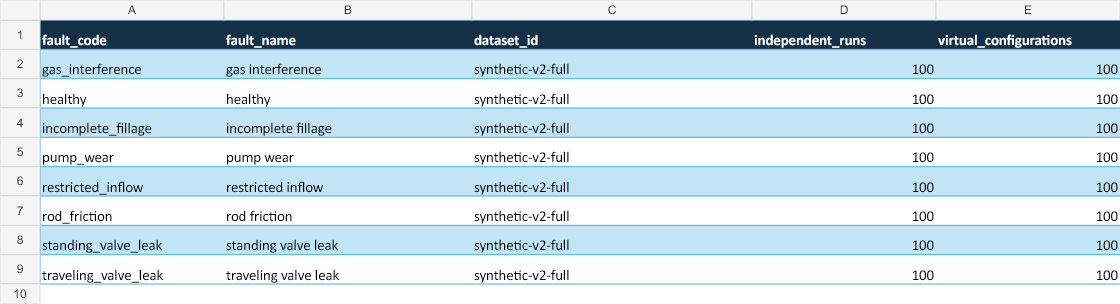 A B C D E
1 fault_code fault_name dataset_id independent_runs virtual_configurations
2 gas_interference gas interference synthetic-v2-full 100 100
3 healthy healthy synthetic-v2-full 100 100
4 incomplete_fillage incomplete fillage synthetic-v2-full 100 100
5 pump_wear pump wear synthetic-v2-full 100 100
6 restricted_inflow restricted inflow synthetic-v2-full 100 100
7 rod_friction rod friction synthetic-v2-full 100 100
8 standing_valve_leak standing valve leak synthetic-v2-full 100 100
9 traveling_valve_leak traveling valve leak synthetic-v2-full 100 100
10